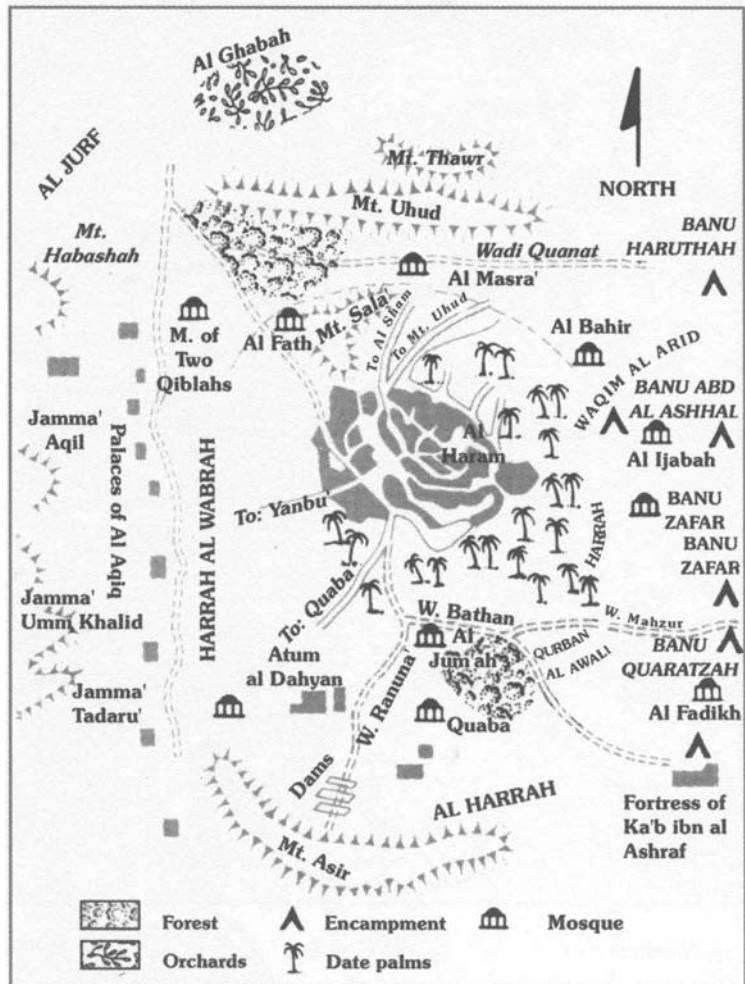 Al Ghabah
AL JURF
Mt. Thawr
NORTH
Mt. Uhud
BANU
HARUTHAH
Mt.
Habashah
Wadi Quanat
Al Masra'
Mt. Sala
To Al Sham
To Mt. Uhud
M. of
Two
Qiblahs
Al Fath
Al Bahir
WAQIM AL ARID
BANU ABD
AL ASHHAL
Al Ijabah
Jamma'
Aqil
Palaces of Al Aqiq
HARRAH AL WABRAH
Al
Haram
To: Yanbu'
HARRAH
BANU
ZAFAR
BANU
ZAFAR
To: Quaba'
W. Bathan
W. Mahzur
Jamma'
Umm Khalid
Atum
al Dahyan
Al
Jum'ah
QURBAN
AL AWALI
BANU
QUARATZAH
Jamma'
Tadaru'
W. Ranuna'
Quaba
Al Fadikh
Dams
AL HARRAH
Fortress of
Ka'b ibn al
Ashraf
Mt. Asir
Forest
Encampment
Mosque
Orchards
Date palms